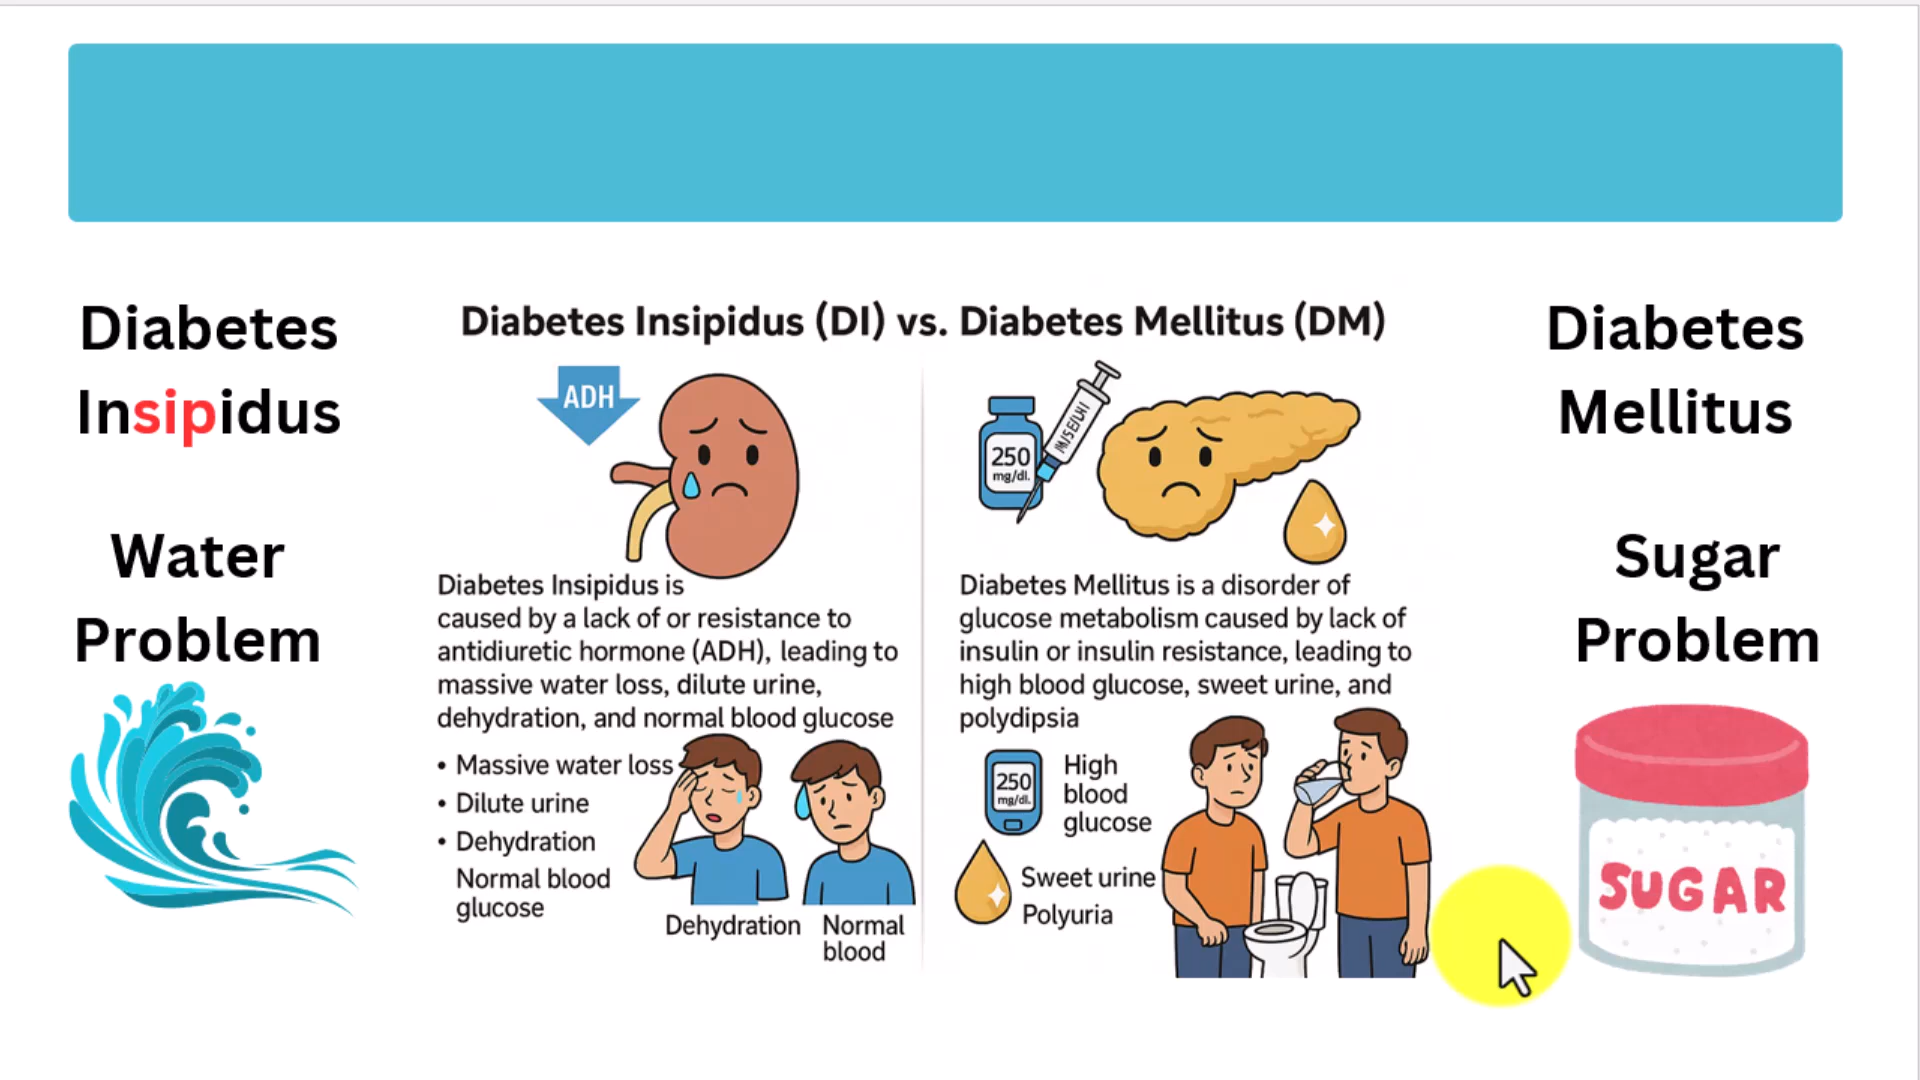 Diabetes
Insipidus
Water
Problem
Diabetes Insipidus (DI) vs. Diabetes Mellitus (DM)
ADH
Diabetes Insipidus is
caused by a lack of or resistance to
antidiuretic hormone (ADH), leading to
massive water loss, dilute urine,
dehydration, and normal blood glucose
• Massive water loss
• Dilute urine
• Dehydration
Normal blood
glucose
Dehydration
Normal
blood
250
mg/dl.
Diabetes Mellitus is a disorder of
glucose metabolism caused by lack of
insulin or insulin resistance, leading to
high blood glucose, sweet urine, and
polydipsia
250
mg/dl.
High
blood
glucose
Sweet urine
Polyuria
Diabetes
Mellitus
Sugar
Problem
SUGAR